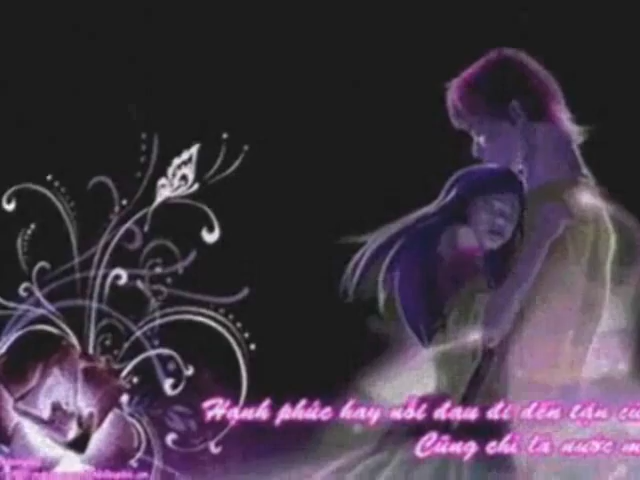 Hạnh phúc hay nỗi đau đi đến tận
Cũng chỉ là nước